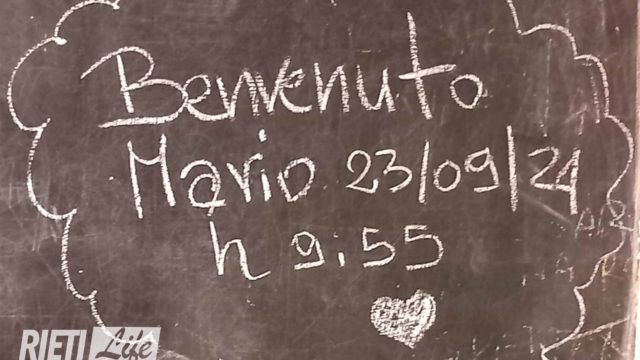 Benvenuto
Mario 23/09/24
h 9:55
RIETI Life